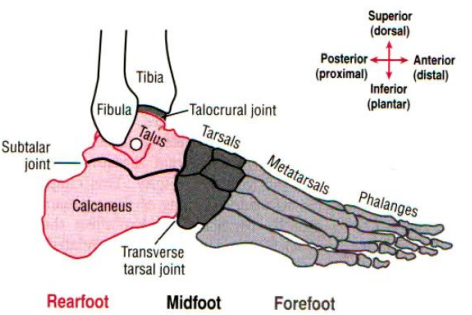 Superior
(dorsal)
Posterior
(proximal)
Anterior
(distal)
Inferior
(plantar)
Tibia
Fibula
Talocrural joint
Talus
Tarsals
Subtalar
joint
Metatarsals
Phalanges
Calcaneus
Transverse
tarsal joint
Rearfoot
Midfoot
Forefoot